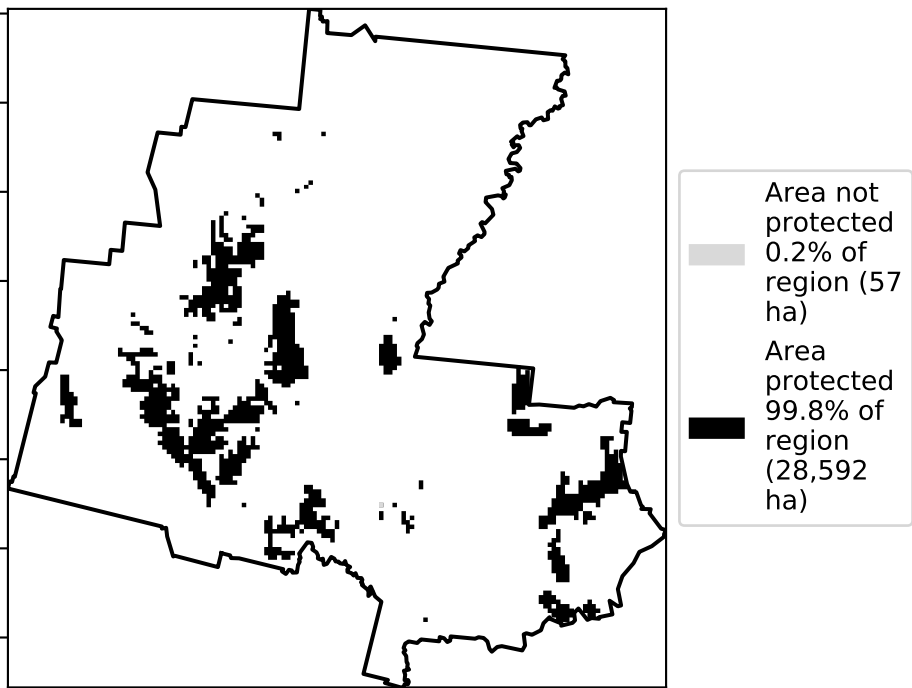 Area not
protected
0.2% of
region (57
ha)
Area
protected
99.8% of
region
(28,592
ha)